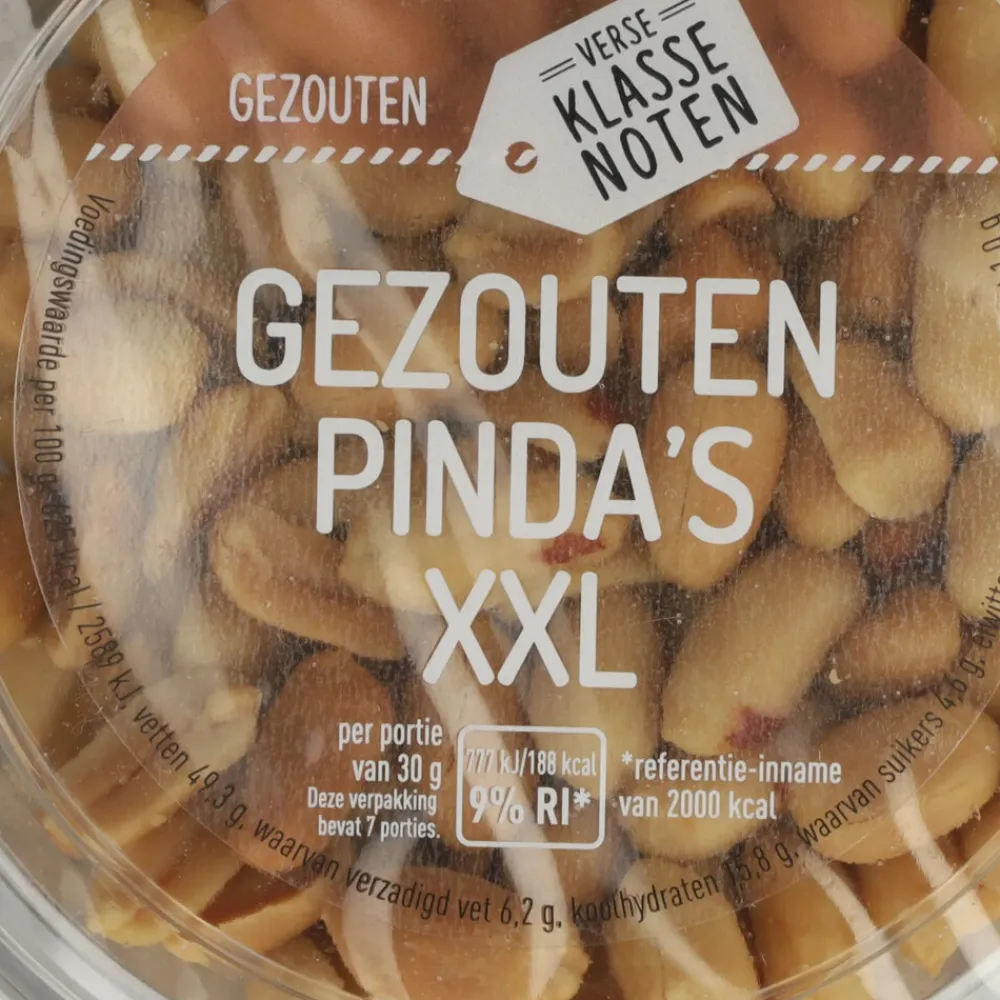 GEZOUTEN
VERSE
KLASSE
NOTEN
GEZOUTEN
PINDA'S
XXL
per portie
van 30 g
Deze verpakking
bevat 7 porties.
777 kJ/188 kcal
9% RI*
*referentie-inname
van 2000 kcal
Voedingswaarde per 100 g 625 kcal / 2589 kJ, vetten 49,3 g, waarvan verzadigd vet 6,2 g, koolhydraten 15,8 g, waarvan suikers 4,6 g,